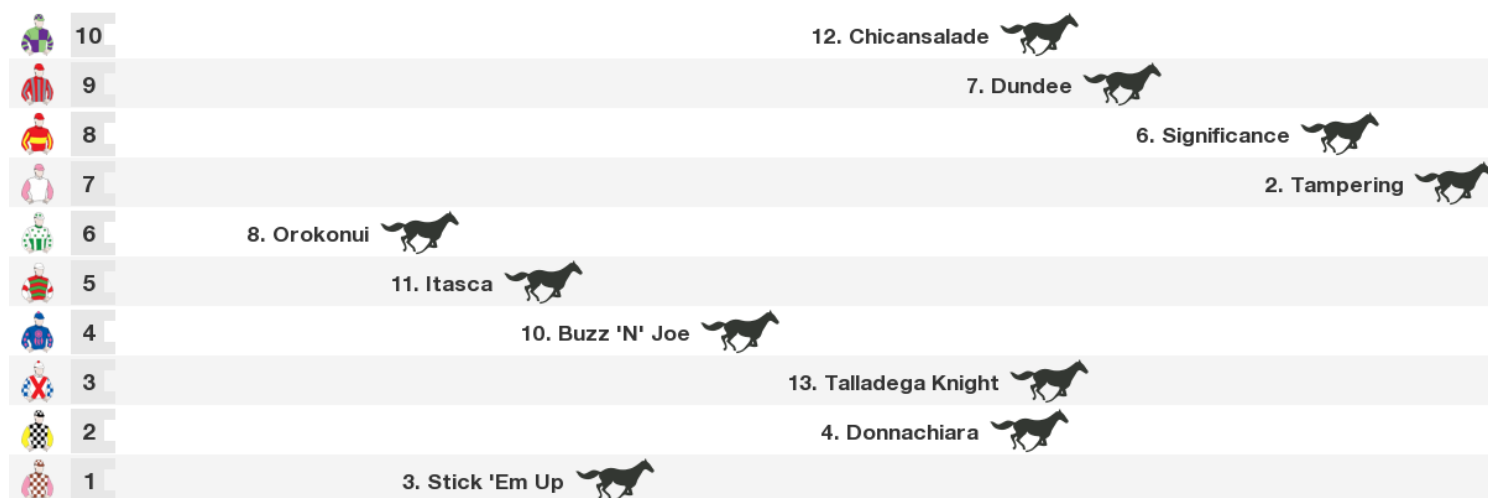 10 12. Chicansalade
9 7. Dundee
8 6. Significance
7 2. Tampering
6 8. Orokonui
5 11. Itasca
4 10. Buzz 'N' Joe
3 13. Talladega Knight
2 4. Donnachiara
1 3. Stick 'Em Up